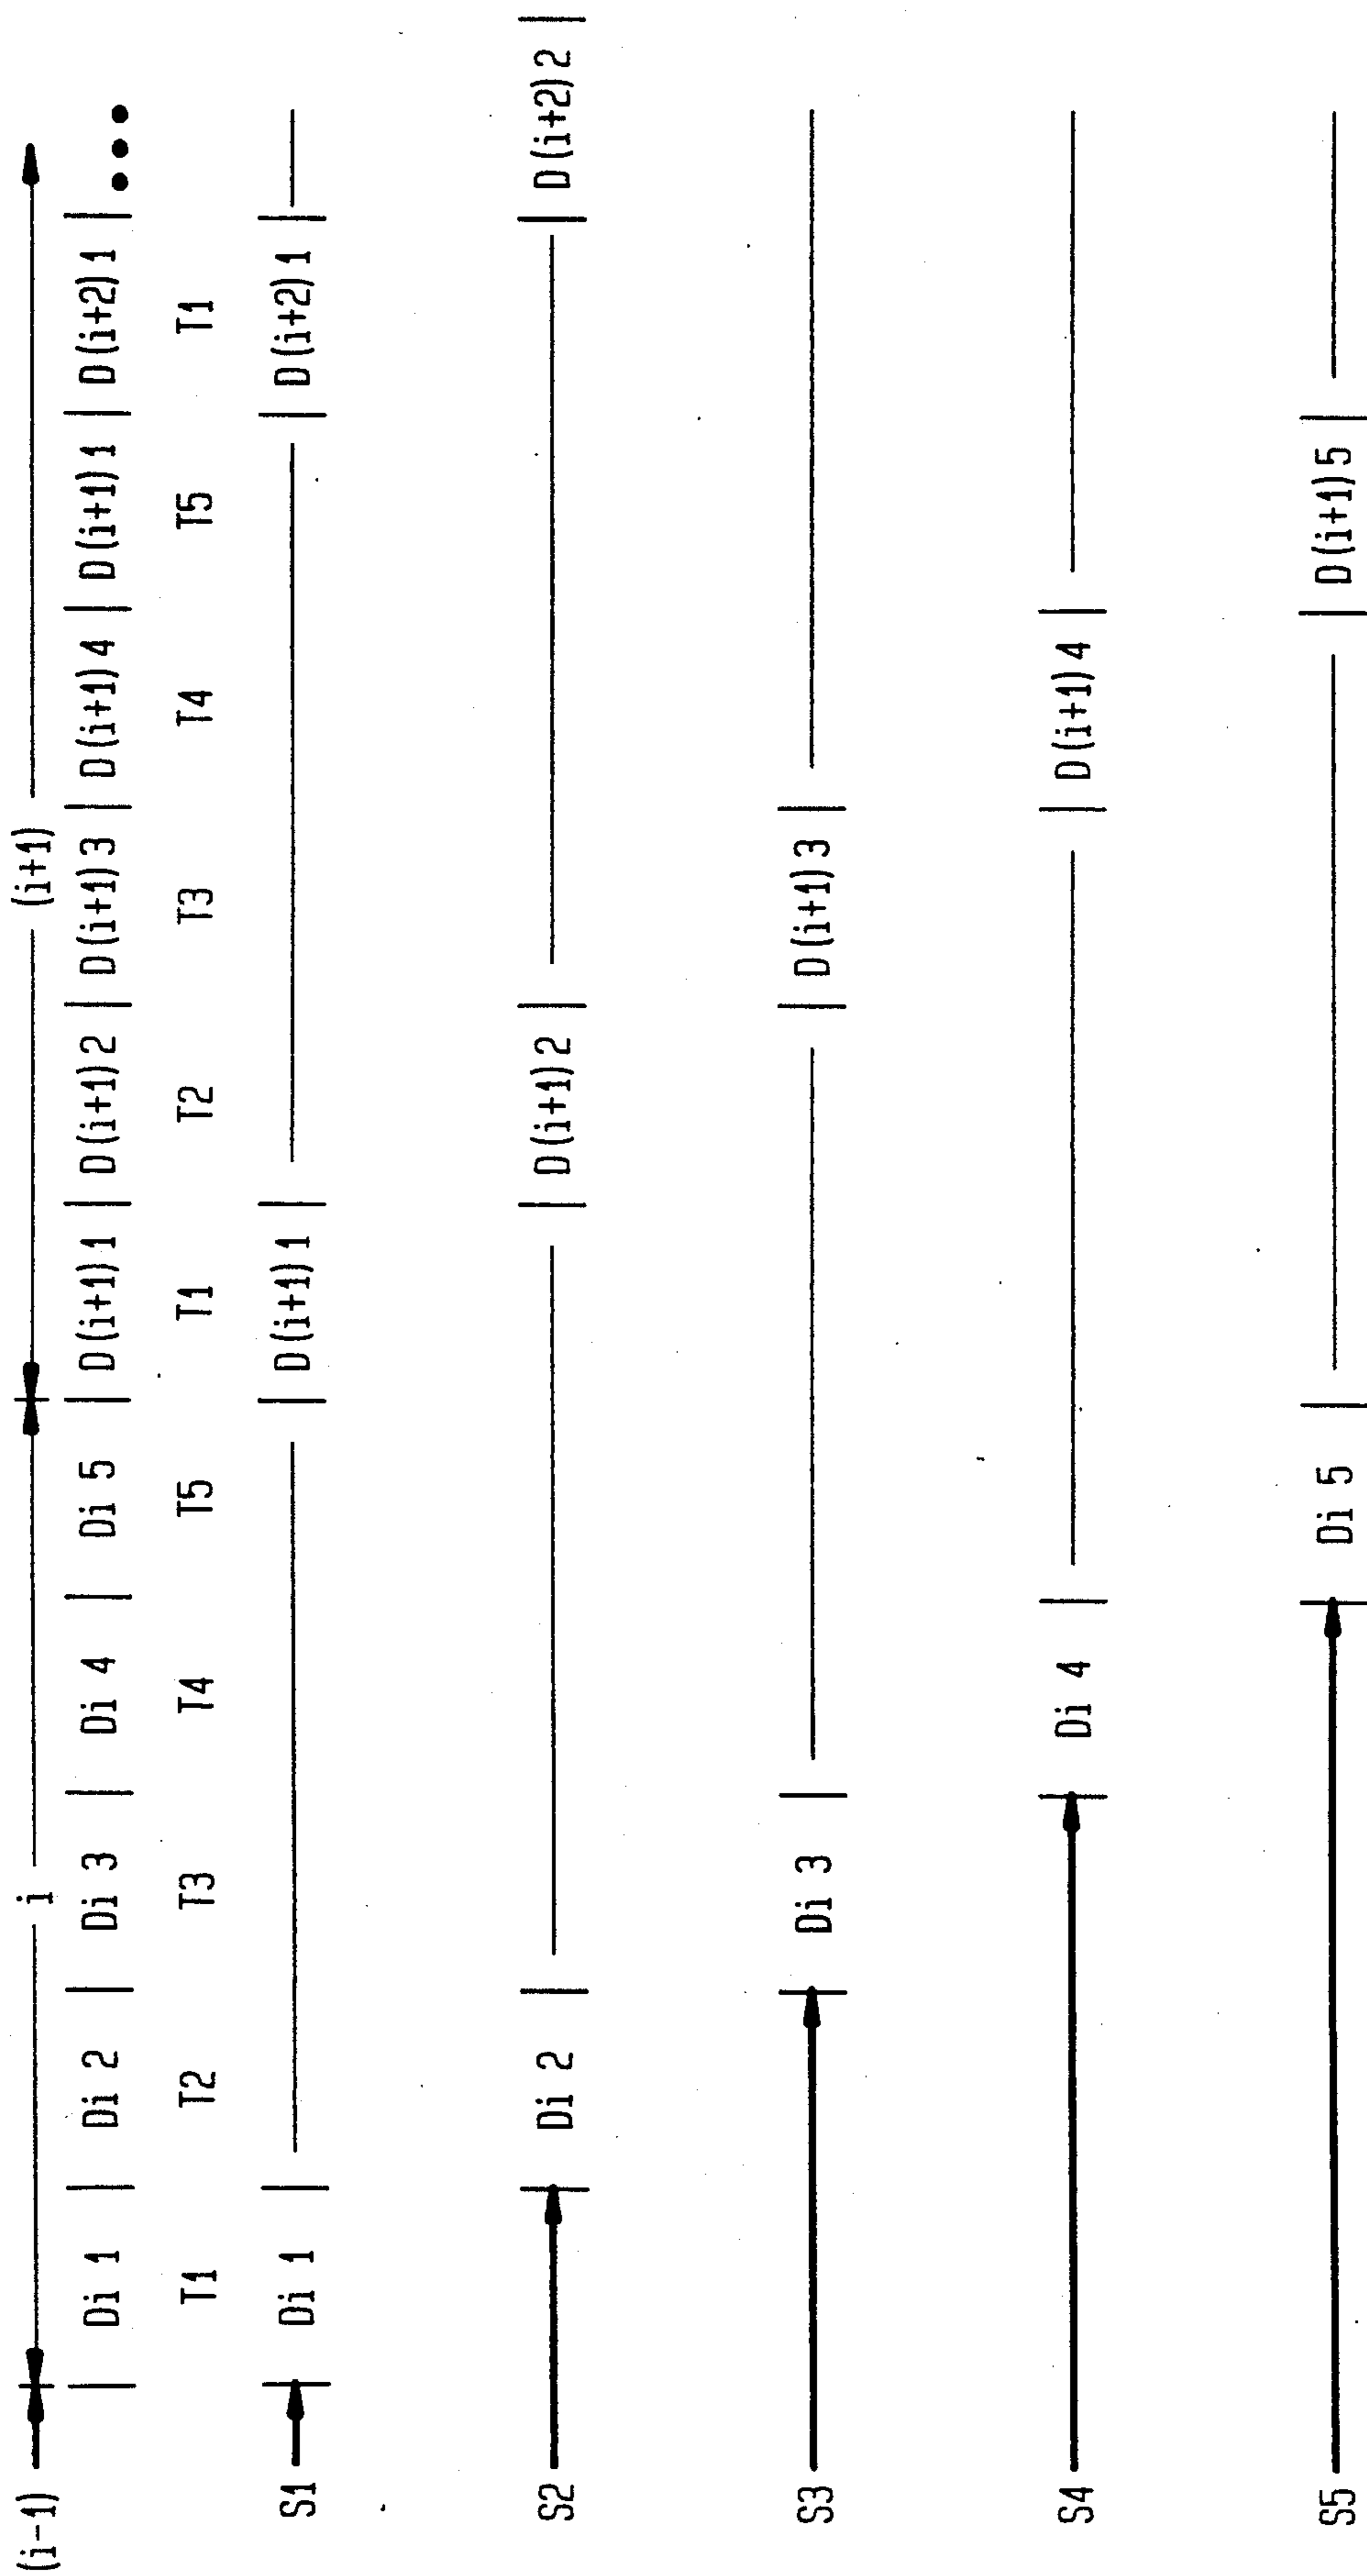 (i-1) i (i+1)
| Di 1 | Di 2 | Di 3 | Di 4 | Di 5 | D(i+1)1 | D(i+1)2 | D(i+1)3 | D(i+1)4 | D(i+1)1 | D(i+2)1 | •••
T1 T2 T3 T4 T5 T1 T2 T3 T4 T5 T1
S1 | Di 1 | | D(i+1)1 | | D(i+2)1 |
S2 | Di 2 | | D(i+1)2 | | D(i+2)2 |
S3 | Di 3 | | D(i+1)3 |
S4 | Di 4 | | D(i+1)4 |
S5 | Di 5 | | D(i+1)5 |